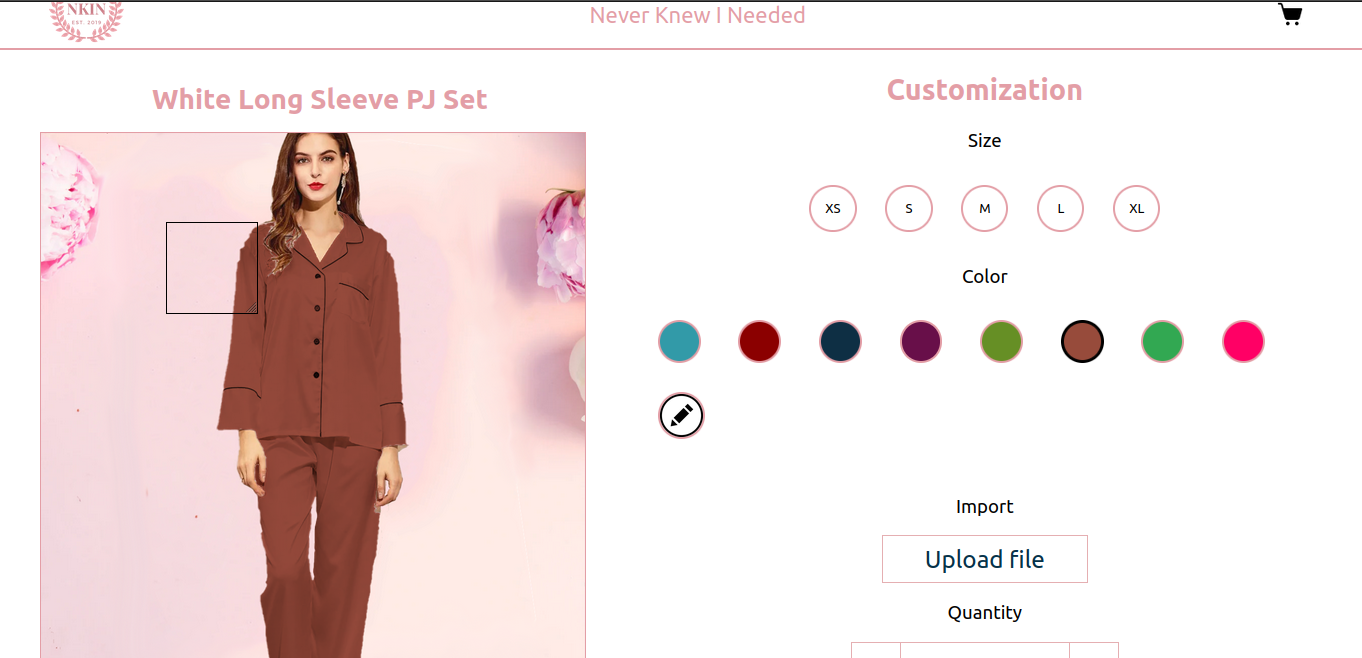 NKIN
EST. 2019
Never Knew I Needed
White Long Sleeve PJ Set
Customization
Size
XS S M L XL
Color
Import
Upload file
Quantity